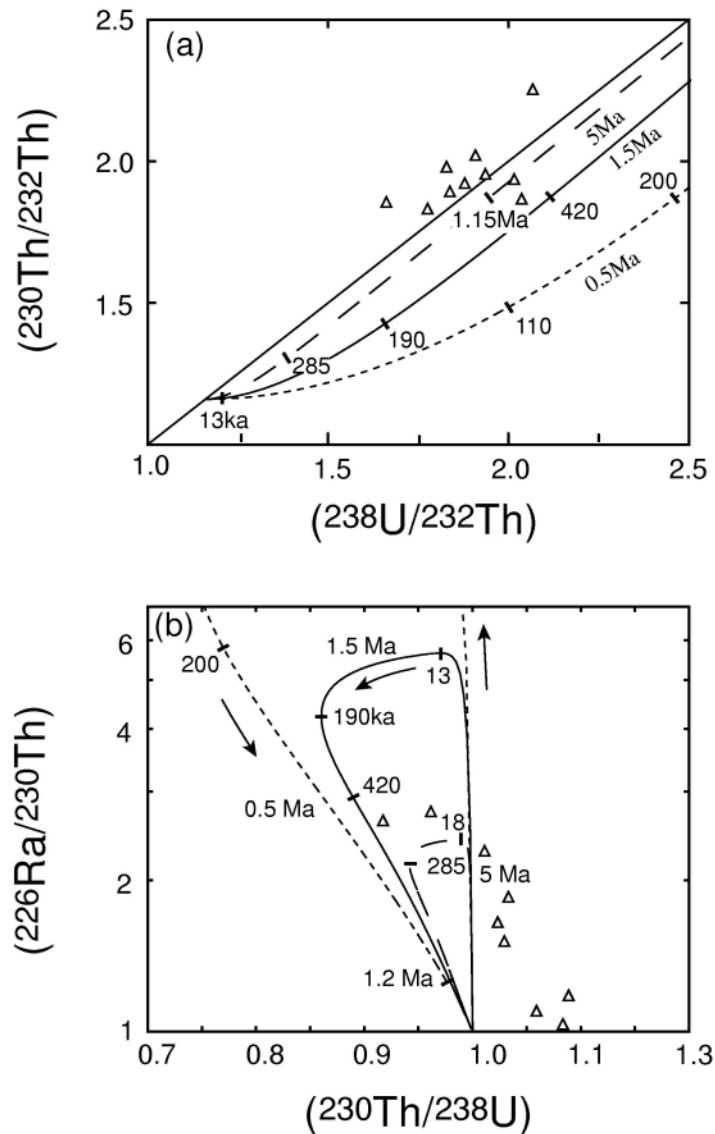 (a)
2.5
2.0
1.5
(²³⁰Th/²³²Th)
5Ma
1.5Ma
200
1.15Ma
420
0.5Ma
110
190
285
13ka
1.0
1.5
2.0
2.5
(²³⁸U/²³²Th)
(b)
6
4
2
1
(²²⁶Ra/²³⁰Th)
1.5 Ma
200
13
190ka
420
0.5 Ma
18
285
5 Ma
1.2 Ma
0.7
0.8
0.9
1.0
1.1
1.3
(²³⁰Th/²³⁸U)